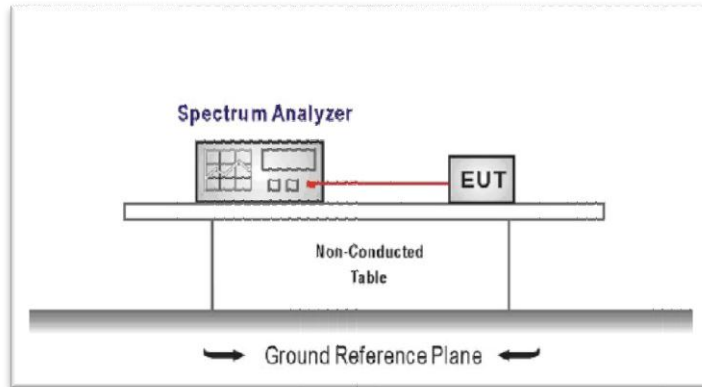 Spectrum Analyzer
EUT
Non-Conducted
Table
Ground Reference Plane